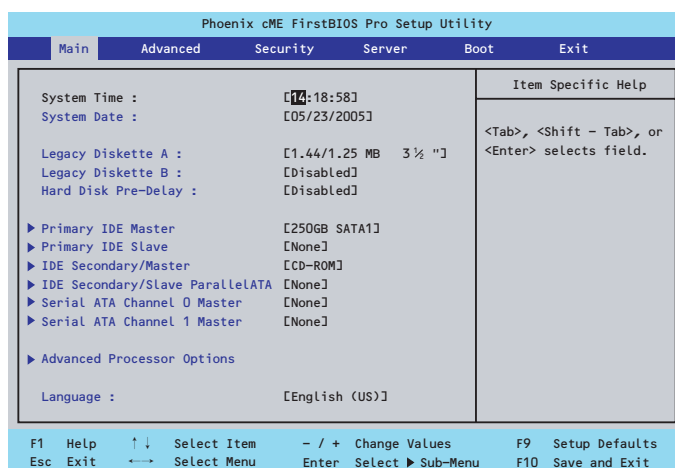 Phoenix cME FirstBIOS Pro Setup Utility
Main Advanced Security Server Boot Exit
Item Specific Help
System Time : [14:18:58]
System Date : [05/23/2005]
<Tab>, <Shift - Tab>, or
<Enter> selects field.
Legacy Diskette A : [1.44/1.25 MB 3½ "]
Legacy Diskette B : [Disabled]
Hard Disk Pre-Delay : [Disabled]
▶ Primary IDE Master [250GB SATA1]
▶ Primary IDE Slave [None]
▶ IDE Secondary/Master [CD-ROM]
▶ IDE Secondary/Slave ParallelATA [None]
▶ Serial ATA Channel 0 Master [None]
▶ Serial ATA Channel 1 Master [None]
▶ Advanced Processor Options
Language : [English (US)]
F1 Help ↑↓ Select Item - / + Change Values F9 Setup Defaults
Esc Exit ←→ Select Menu Enter Select ▶ Sub-Menu F10 Save and Exit